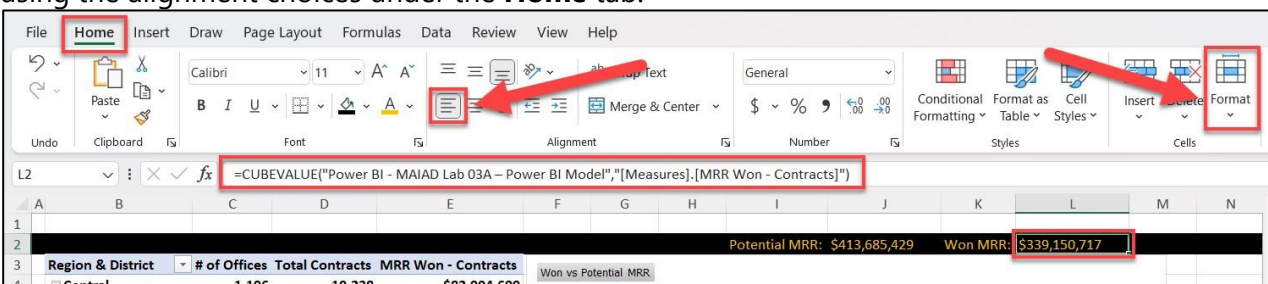 using the alignment choices under the Home tab.
File Home Insert Draw Page Layout Formulas Data Review View Help
Calibri 11 A^ A˅ Text General
Paste B I U A Merge & Center $ % 9 .00 Conditional Formatting Format as Table Cell Styles Insert Delete Format
Undo Clipboard Font Alignment Number Styles Cells
L2 fx =CUBEVALUE("Power BI - MAIAD Lab 03A – Power BI Model","[Measures].[MRR Won - Contracts]")
A B C D E F G H I J K L M N
1
2 Potential MRR: $413,685,429 Won MRR: $339,150,717
3 Region & District # of Offices Total Contracts MRR Won - Contracts Won vs Potential MRR